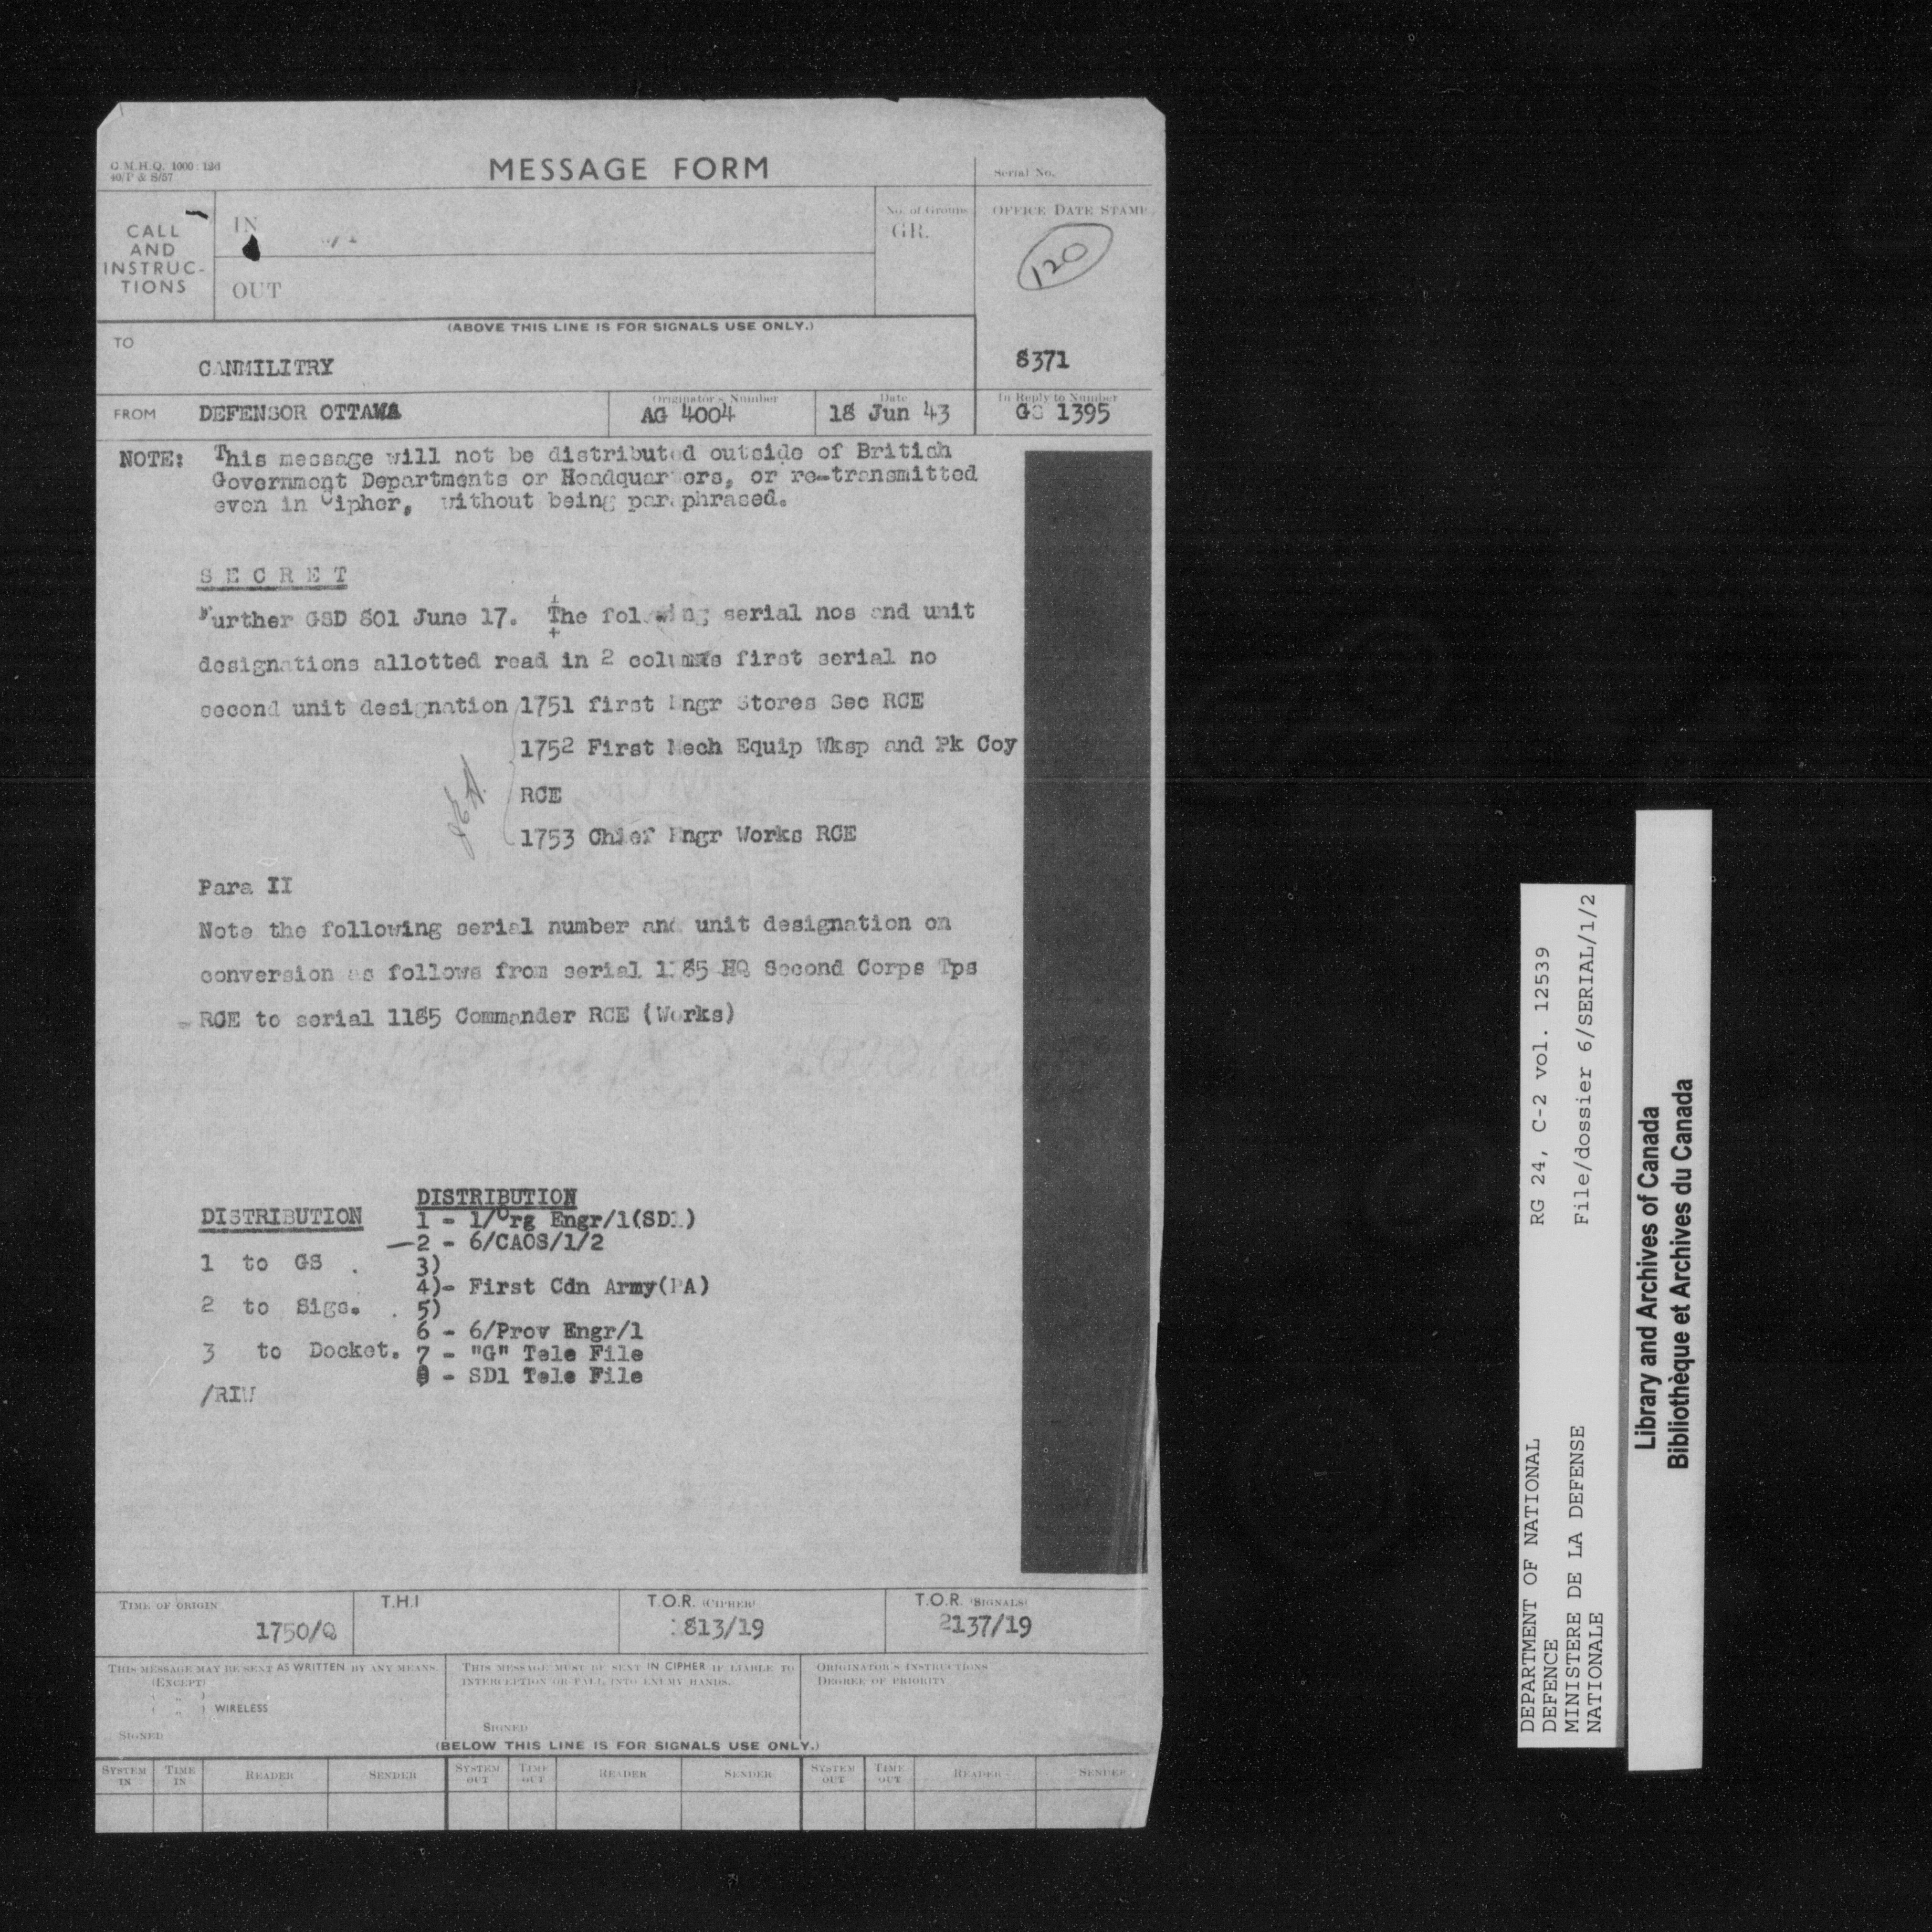 C.M.H.Q. 1000 : 12d
40/P & S/57
MESSAGE FORM
Serial No.
CALL
AND
INSTRUC-
TIONS
IN
OUT
No. of Groups
GR.
OFFICE DATE STAMP
120
(ABOVE THIS LINE IS FOR SIGNALS USE ONLY.)
TO
CANMILITRY
8371
FROM
DEFENSOR OTTAWA
Originator's Number
AG 4004
Date
18 Jun 43
In Reply to Number
GS 1395
NOTE: This message will not be distributed outside of British
Government Departments or Headquarters, or re-transmitted
even in Cipher, without being paraphrased.
S E C R E T
Further GSD 801 June 17. The following serial nos and unit
designations allotted read in 2 columns first serial no
second unit designation 1751 first Engr Stores Sec RCE
1752 First Mech Equip Wksp and Pk Coy
RCE
1753 Chief Engr Works RCE
Para II
Note the following serial number and unit designation on
conversion as follows from serial 1185 HQ Second Corps Tps
RCE to serial 1185 Commander RCE (Works)
DISTRIBUTION
1 to GS .
2 to Sigs.
3 to Docket.
/RIW
DISTRIBUTION
1 - 1/Org Engr/1(SD1)
2 - 6/CAOS/1/2
3)
4)- First Cdn Army(PA)
5)
6 - 6/Prov Engr/1
7 - "G" Tele File
8 - SD1 Tele File
TIME OF ORIGIN
1750/Q
T.H.I
T.O.R. (CIPHER)
1813/19
T.O.R. (SIGNALS)
2137/19
THIS MESSAGE MAY BE SENT AS WRITTEN BY ANY MEANS
(EXCEPT)
( „ ) WIRELESS
SIGNED
THIS MESSAGE MUST BE SENT IN CIPHER IF LIABLE TO
INTERCEPTION OR FALL INTO ENEMY HANDS.
SIGNED
ORIGINATOR'S INSTRUCTIONS
DEGREE OF PRIORITY
(BELOW THIS LINE IS FOR SIGNALS USE ONLY.)
SYSTEM IN TIME IN READER SENDER SYSTEM OUT TIME OUT READER SENDER SYSTEM OUT TIME OUT READER SENDER
DEPARTMENT OF NATIONAL
DEFENCE
MINISTERE DE LA DEFENSE
NATIONALE
RG 24, C-2 vol. 12539
File/dossier 6/SERIAL/1/2
Library and Archives of Canada
Bibliothèque et Archives du Canada